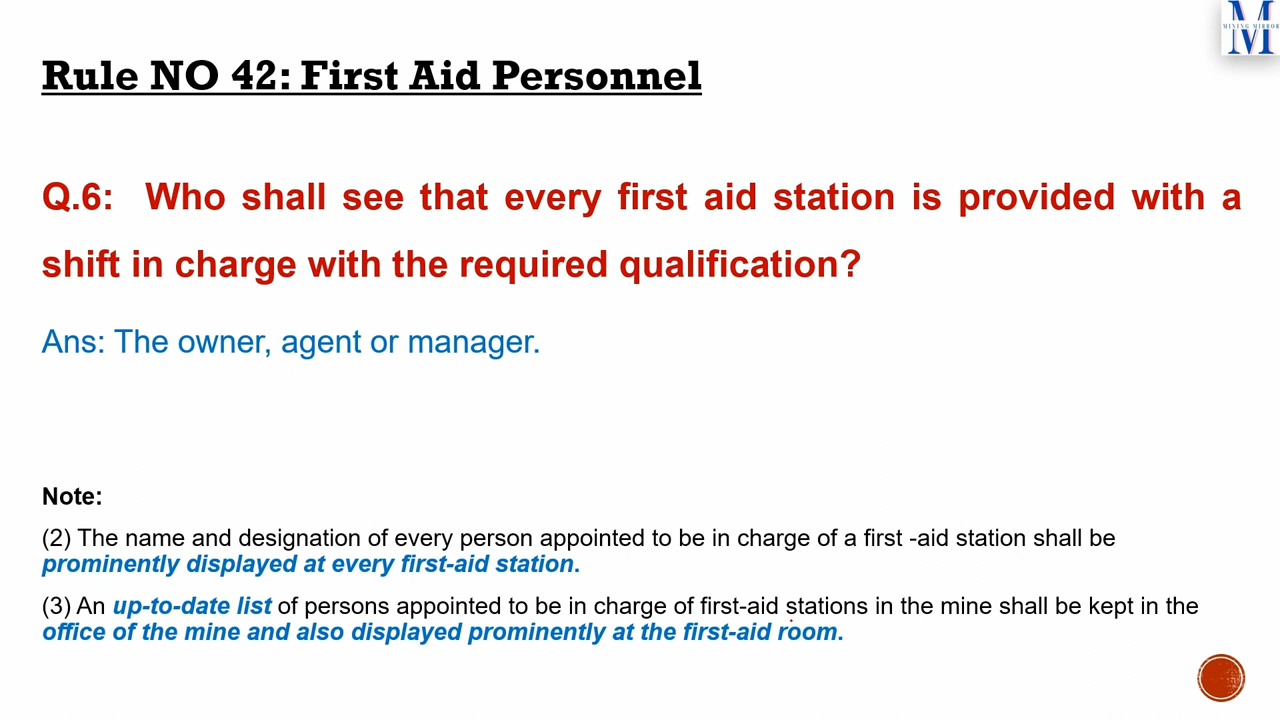 M
MINING MIRROR
Rule NO 42: First Aid Personnel
Q.6: Who shall see that every first aid station is provided with a
shift in charge with the required qualification?
Ans: The owner, agent or manager.
Note:
(2) The name and designation of every person appointed to be in charge of a first -aid station shall be
prominently displayed at every first-aid station.
(3) An up-to-date list of persons appointed to be in charge of first-aid stations in the mine shall be kept in the
office of the mine and also displayed prominently at the first-aid room.